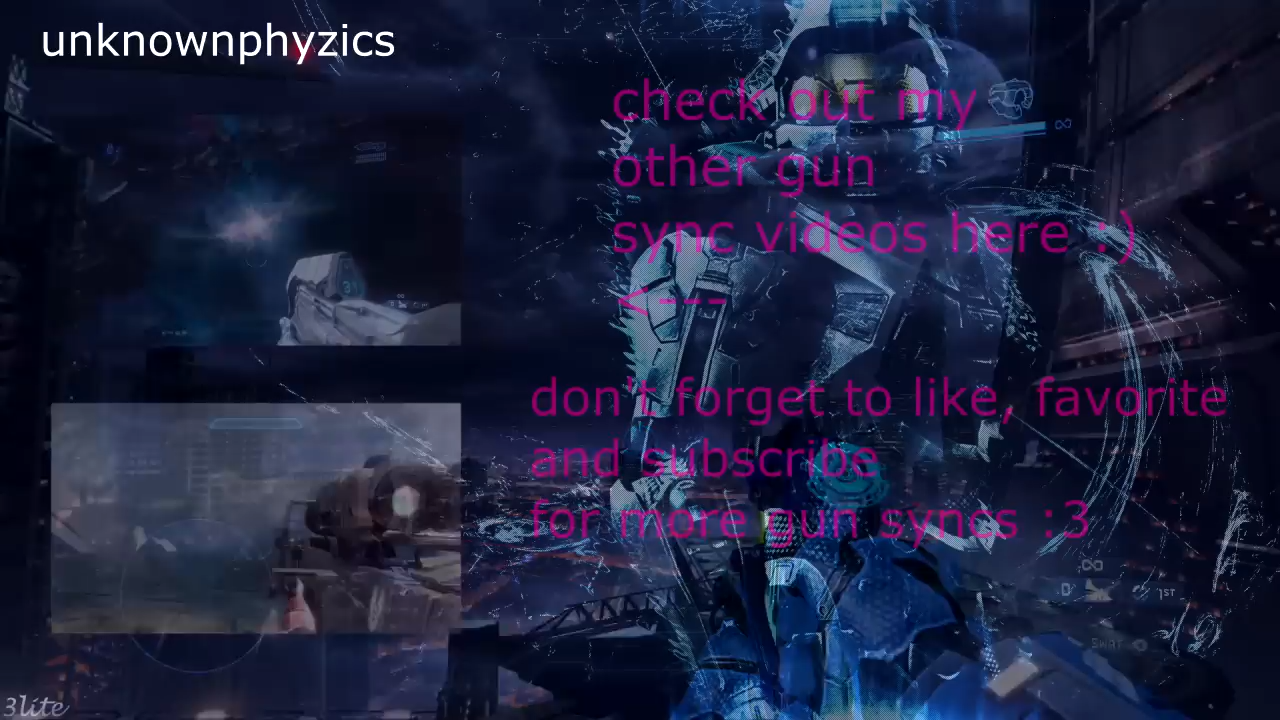 unknownphyzics
check out my
other gun
sync videos here :)
<---
don't forget to like, favorite
and subscribe
for more gun syncs :3
1ST
3lite